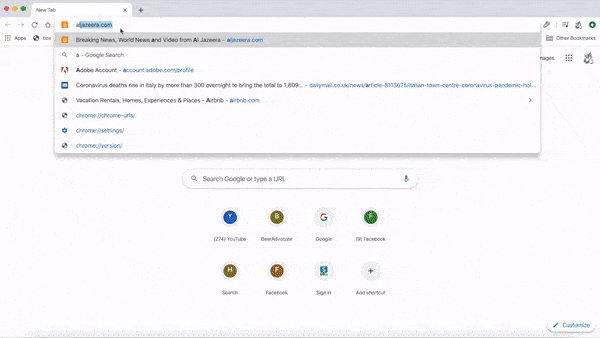 New Tab
aljazeera.com
Breaking News, World News and Video from Al Jazeera - aljazeera.com
a - Google Search
Adobe Account - account.adobe.com/profile
Coronavirus deaths rise in Italy by more than 300 overnight to bring the total to 1,809... - dailymail.co.uk/news/article-8113675/Italian-town-centre-coronavirus-pandemic-hol...
Vacation Rentals, Homes, Experiences & Places - Airbnb - airbnb.com
chrome://chrome-urls/
chrome://settings/
chrome://version/
Apps
box
Other Bookmarks
Images
Search Google or type a URL
Y
B
G
F
(274) YouTube
BeerAdvocate
Google
(9) Facebook
H
F
Search
Facebook
Sign in
Add shortcut
Customize